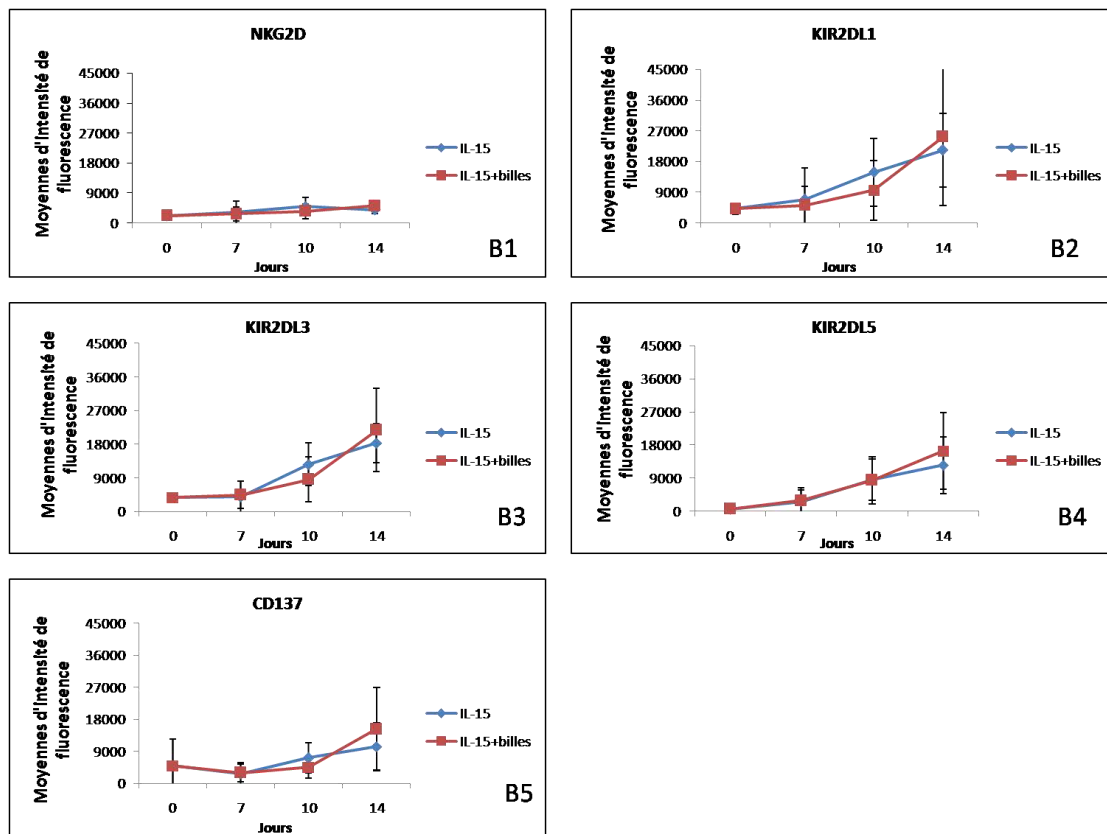 NKG2D
Moyennes d'Intensité de
fluorescence
45000
36000
27000
18000
9000
0
0 7 10 14
Jours
IL-15
IL-15+billes
B1
KIR2DL1
Moyennes d'Intensité de
fluorescence
45000
36000
27000
18000
9000
0
0 7 10 14
Jours
IL-15
IL-15+billes
B2
KIR2DL3
Moyennes d'Intensité de
fluorescence
45000
36000
27000
18000
9000
0
0 7 10 14
Jours
IL-15
IL-15+billes
B3
KIR2DL5
Moyennes d'Intensité de
fluorescence
45000
36000
27000
18000
9000
0
0 7 10 14
Jours
IL-15
IL-15+billes
B4
CD137
Moyennes d'Intensité de
fluorescence
45000
36000
27000
18000
9000
0
0 7 10 14
Jours
IL-15
IL-15+billes
B5